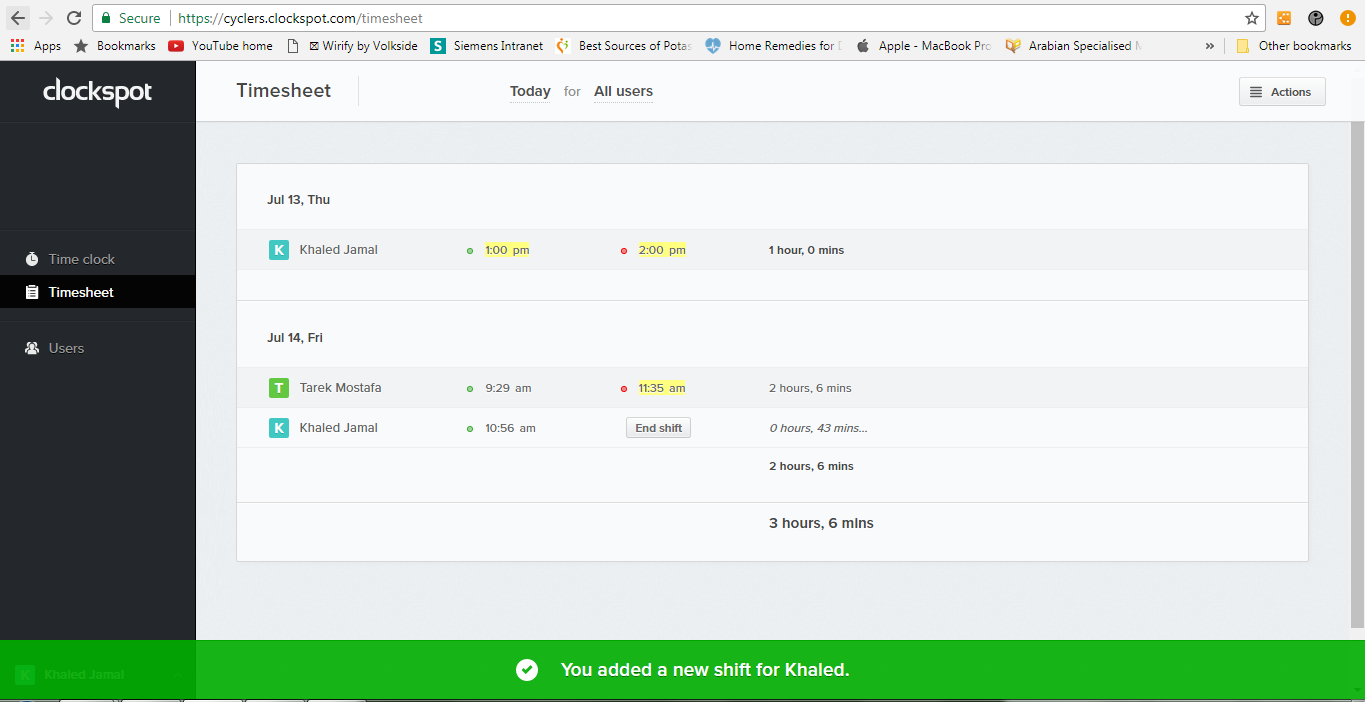 Secure https://cyclers.clockspot.com/timesheet
Apps Bookmarks YouTube home Wirify by Volkside S Siemens Intranet Best Sources of Potas Home Remedies for Apple - MacBook Pro Arabian Specialised » Other bookmarks
clockspot
Timesheet Today for All users Actions
Time clock
Timesheet
Users
Jul 13, Thu
K Khaled Jamal 1:00 pm 2:00 pm 1 hour, 0 mins
Jul 14, Fri
T Tarek Mostafa 9:29 am 11:35 am 2 hours, 6 mins
K Khaled Jamal 10:56 am End shift 0 hours, 43 mins...
2 hours, 6 mins
3 hours, 6 mins
K Khaled Jamal
You added a new shift for Khaled.